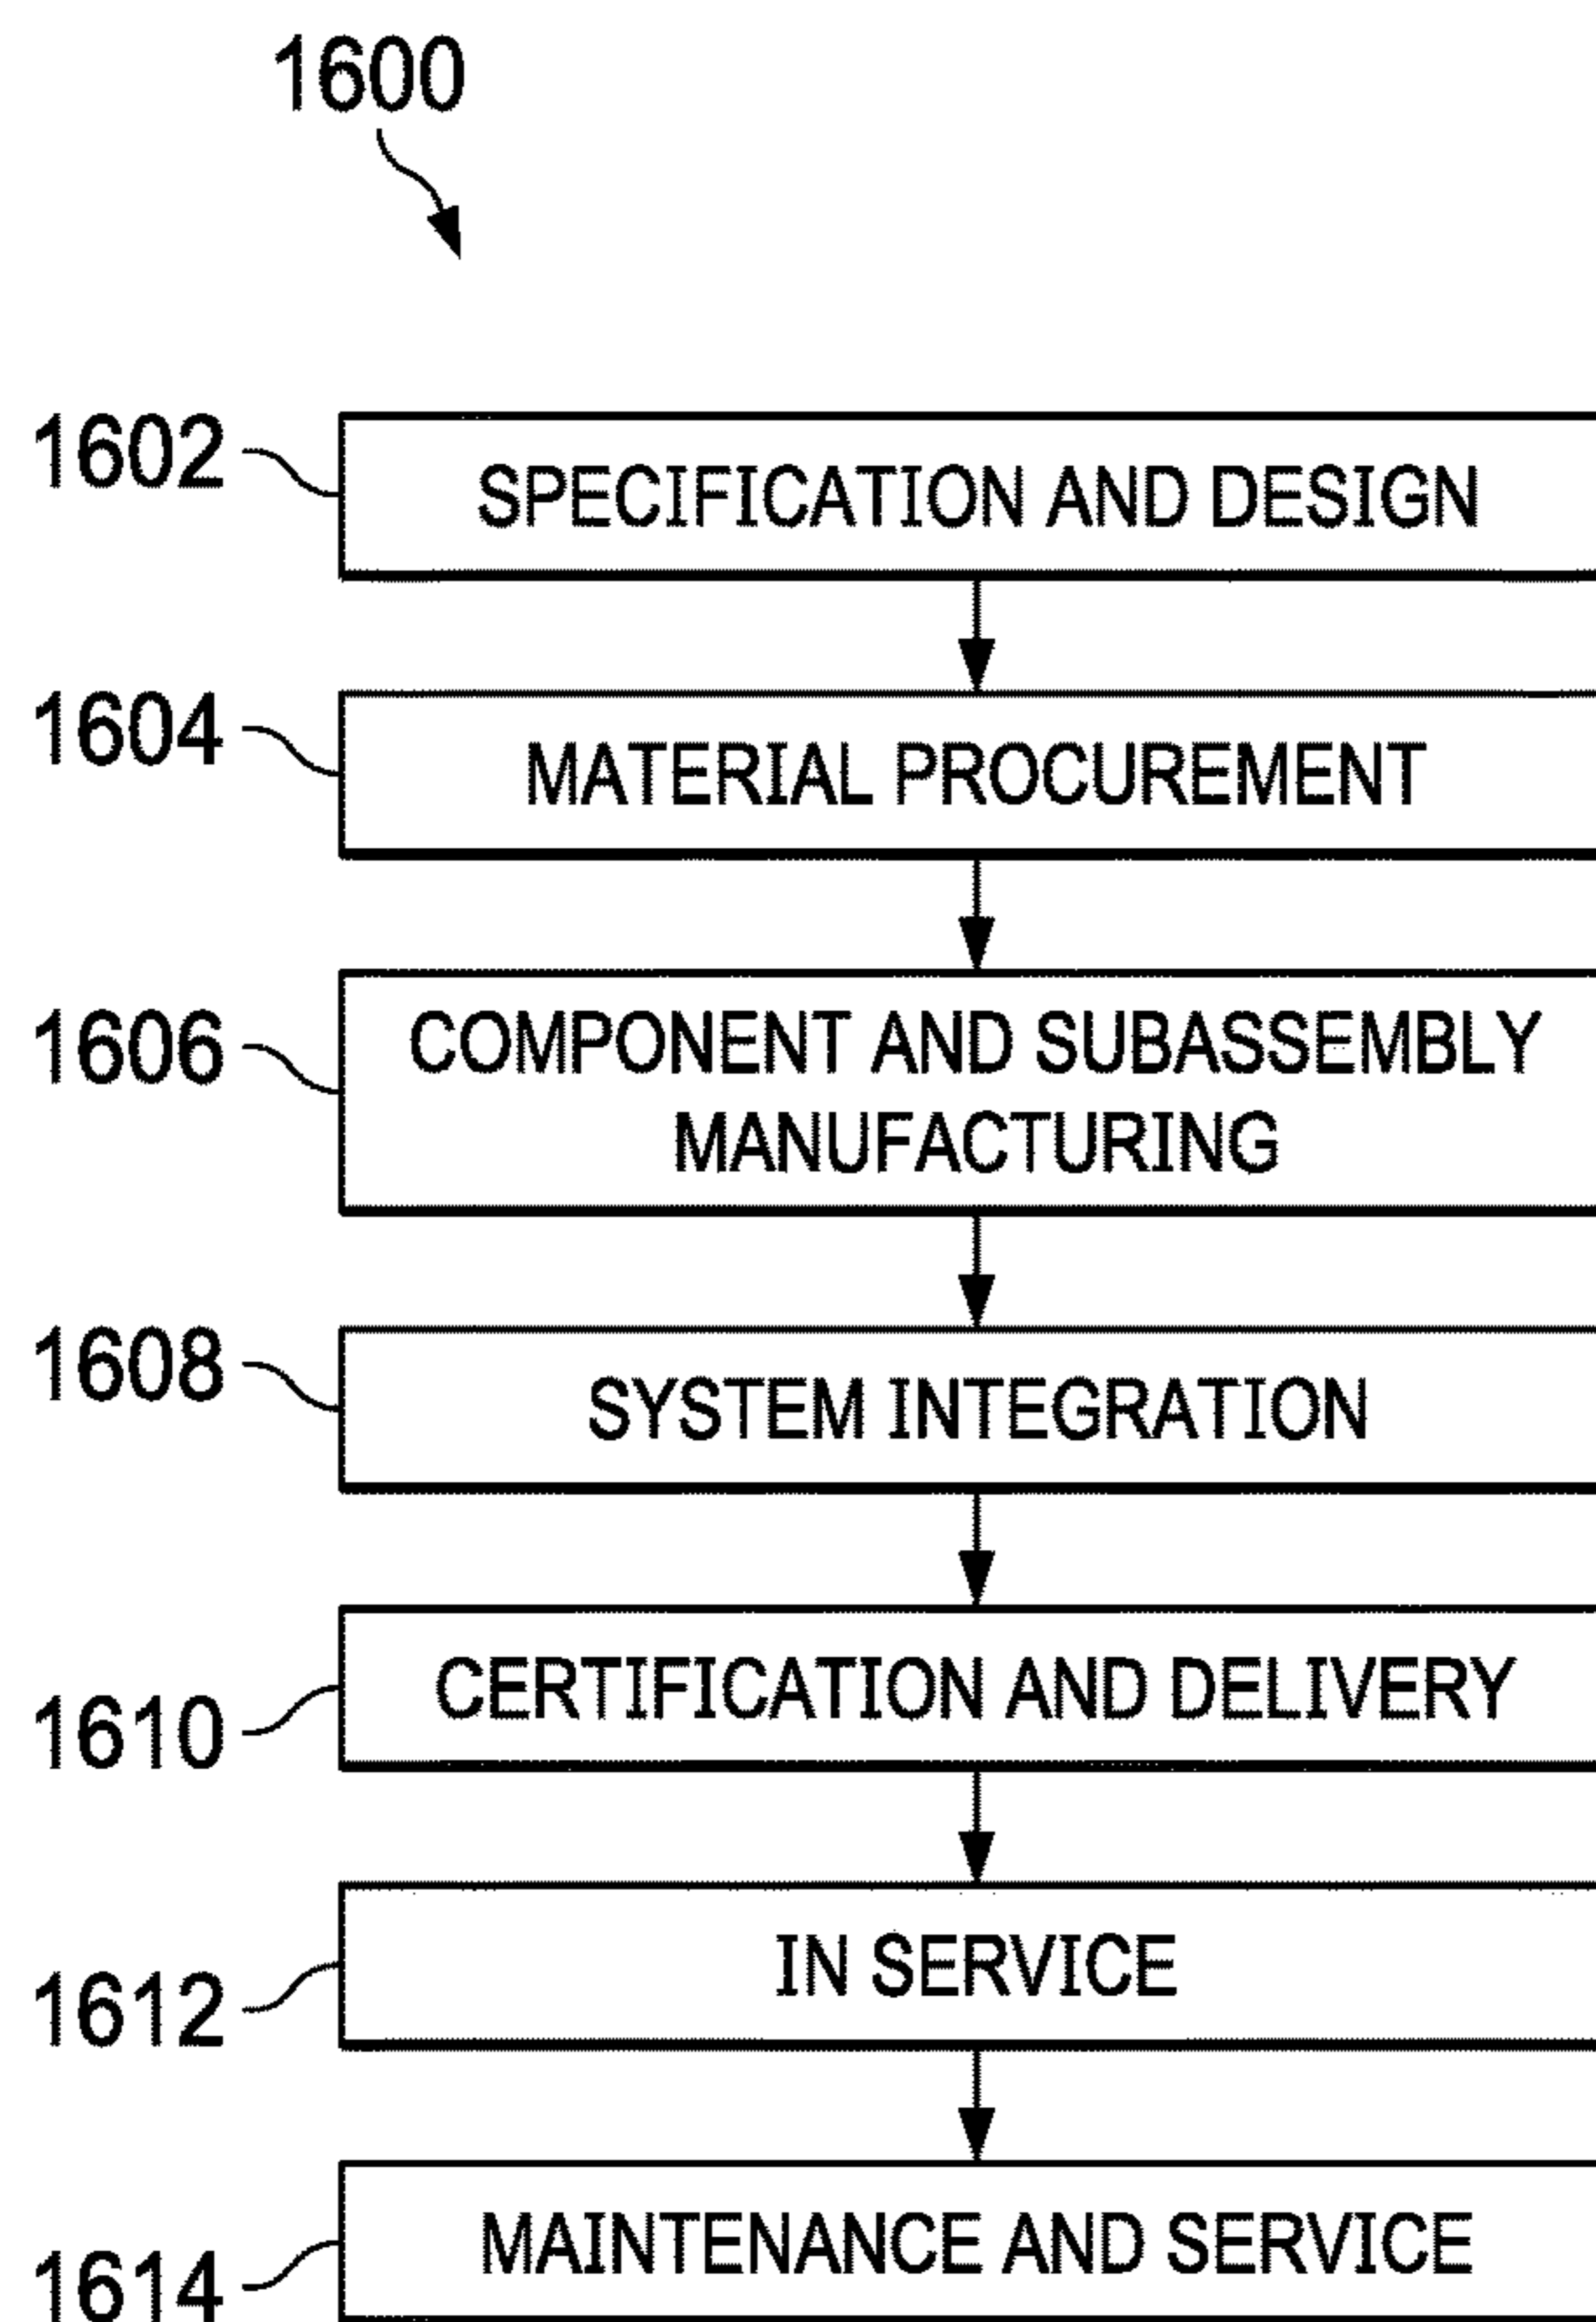 1600
1602
SPECIFICATION AND DESIGN
1604
MATERIAL PROCUREMENT
1606
COMPONENT AND SUBASSEMBLY
MANUFACTURING
1608
SYSTEM INTEGRATION
1610
CERTIFICATION AND DELIVERY
1612
IN SERVICE
1614
MAINTENANCE AND SERVICE